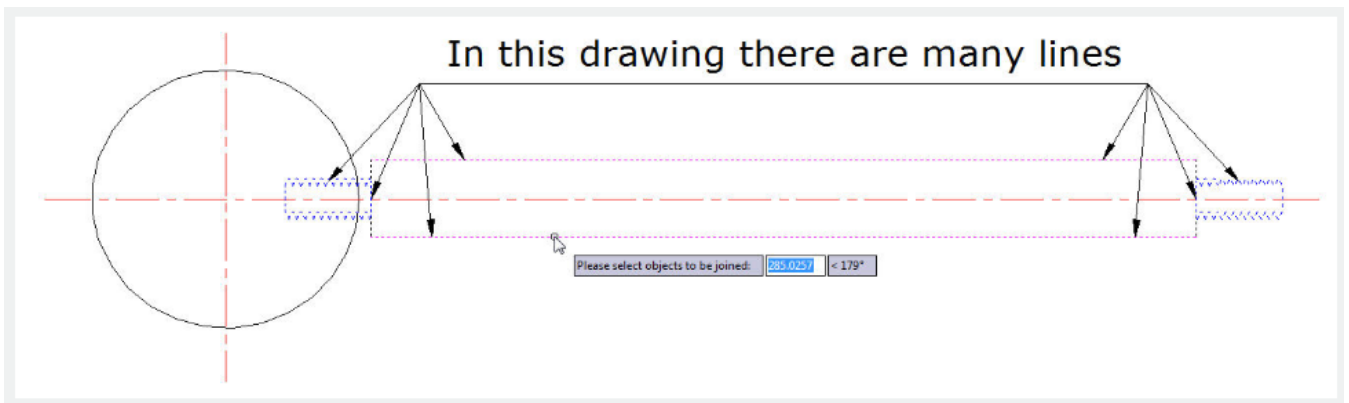 In this drawing there are many lines
Please select objects to be joined: 285.0257 < 179°